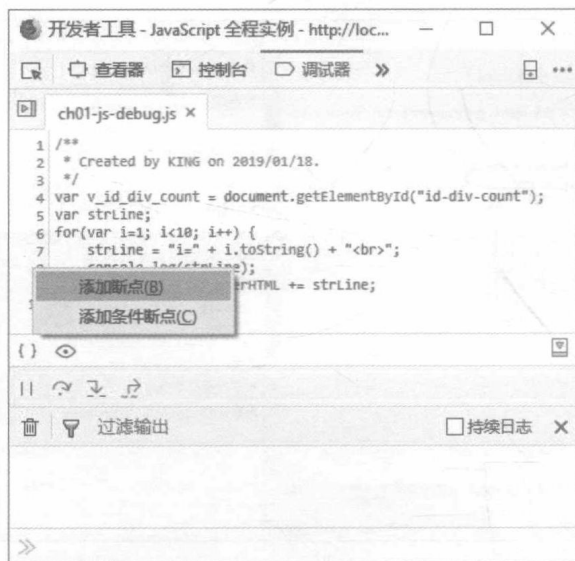 开发者工具 - JavaScript 全程实例 - http://loc...
查看器 控制台 调试器 »
ch01-js-debug.js ×
1 /**
2 * Created by KING on 2019/01/18.
3 */
4 var v_id_div_count = document.getElementById("id-div-count");
5 var strLine;
6 for(var i=1; i<10; i++) {
7 strLine = "i=" + i.toString() + "<br>";
console.log(strLine);
erHTML += strLine;
添加断点(B)
添加条件断点(C)
{ }
过滤输出 持续日志 ×
»